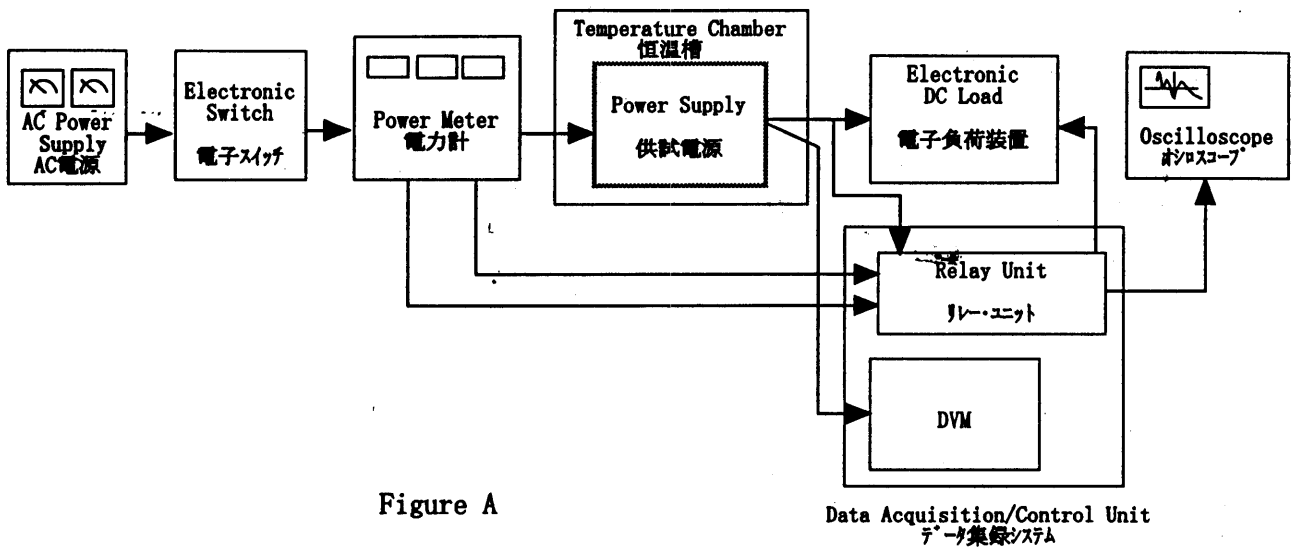 AC Power
Supply
AC電源
Electronic
Switch
電子スイッチ
Power Meter
電力計
Temperature Chamber
恒温槽
Power Supply
供試電源
Electronic
DC Load
電子負荷装置
Oscilloscope
オシロスコープ
Relay Unit
リレー・ユニット
DVM
Data Acquisition/Control Unit
データ集録システム
Figure A